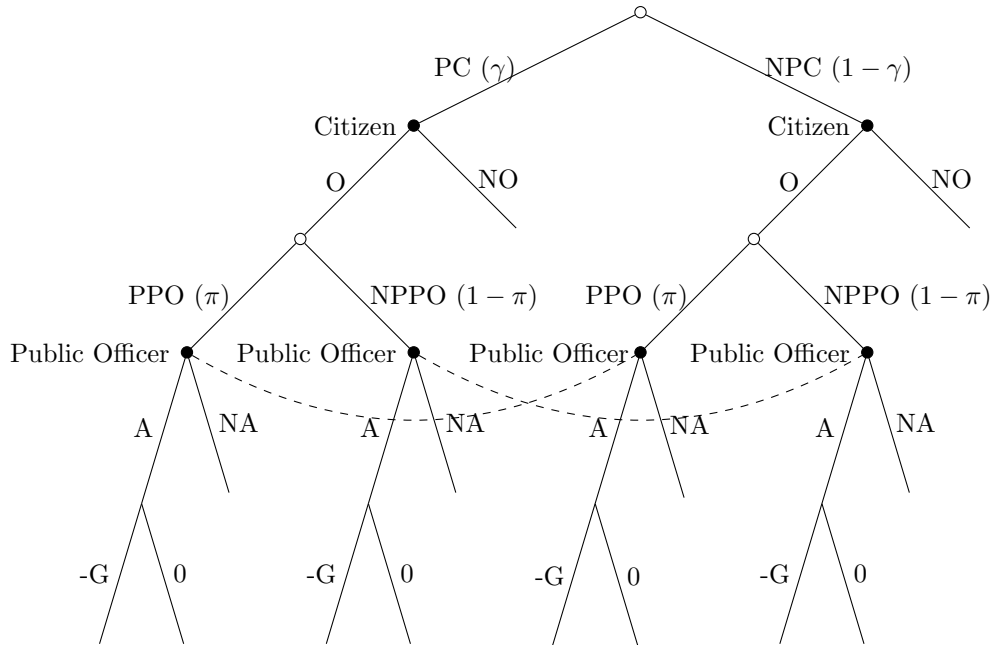 PC (γ)
NPC (1 − γ)
Citizen
Citizen
O
NO
O
NO
PPO (π)
NPPO (1 − π)
PPO (π)
NPPO (1 − π)
Public Officer
Public Officer
Public Officer
Public Officer
A
NA
A
NA
A
NA
A
NA
-G
0
-G
0
-G
0
-G
0